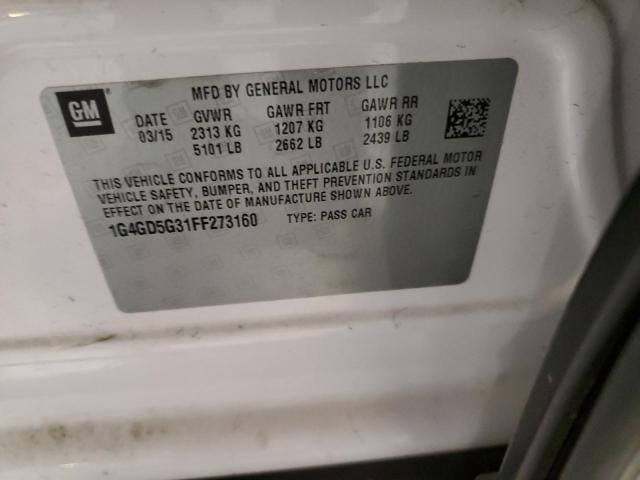 GM
MFD BY GENERAL MOTORS LLC
DATE GVWR GAWR FRT GAWR RR
03/15 2313 KG 1207 KG 1106 KG
5101 LB 2662 LB 2439 LB
THIS VEHICLE CONFORMS TO ALL APPLICABLE U.S. FEDERAL MOTOR
VEHICLE SAFETY, BUMPER, AND THEFT PREVENTION STANDARDS IN
EFFECT ON THE DATE OF MANUFACTURE SHOWN ABOVE.
1G4GD5G31FF273160 TYPE: PASS CAR